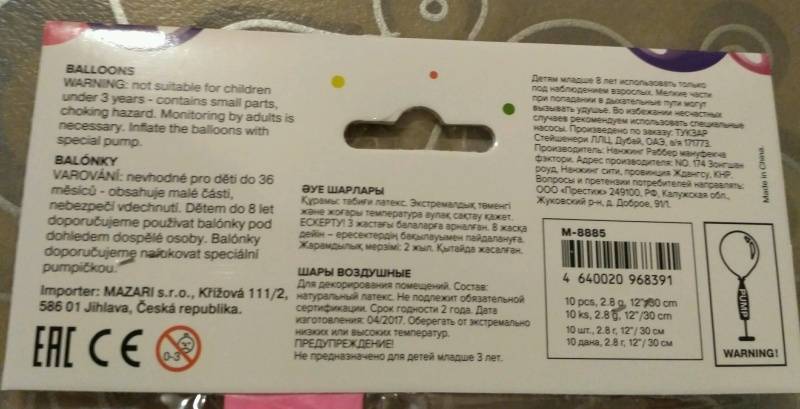 BALLOONS
WARNING: not suitable for children
under 3 years - contains small parts,
choking hazard. Monitoring by adults is
necessary. Inflate the balloons with
special pump.
BALÓNKY
VAROVÁNÍ: nevhodné pro děti do 36
měsíců - obsahuje malé části,
nebezpečí vdechnutí. Dětem do 8 let
doporučujeme používat balónky pod
dohledem dospělé osoby. Balónky
doporučujeme nafukovat speciální
pumpičkou.
Importer: MAZARI s.r.o., Křížová 111/2,
586 01 Jihlava, Česká republika.
EAC CE 0-3
ӘУЕ ШАРЛАРЫ
Құрамы: табиғи латекс. Экстремалдық төменгі
және жоғары температура аулақ сақтау қажет.
ЕСКЕРТУ! 3 жастағы балаларға арналған. 8 жасқа
дейін - ересектердің бақылауымен пайдалануға.
Жарамдылық мерзімі: 2 жыл. Қытайда жасалған.
ШАРЫ ВОЗДУШНЫЕ
Для декорирования помещений. Состав:
натуральный латекс. Не подлежит обязательной
сертификации. Срок годности 2 года. Дата
изготовления: 04/2017. Оберегать от экстремально
низких или высоких температур.
ПРЕДУПРЕЖДЕНИЕ!
Не предназначено для детей младше 3 лет.
Детям младше 8 лет использовать только
под наблюдением взрослых. Мелкие части
при попадании в дыхательные пути могут
вызывать удушье. Во избежании несчастных
случаев рекомендуем использовать специальные
насосы. Произведено по заказу: ТУКЗАР
Стейшенери ЛЛЦ, Дубай, ОАЭ, а/я 171773.
Производитель: Нанжинг Раббер мануфекча
фэктори. Адрес производителя: NO. 174 Зонгшан
роуд, Нанжинг сити, провинция Ждангсу, КНР.
Вопросы и претензии потребителей направлять:
ООО «Престиж» 249100, РФ, Калужская обл.,
Жуковский р-н, д. Доброе, 91/1.
Made in China.
M-8885
4 640020 968391
10 pcs, 2.8 g, 12"/30 cm
10 ks, 2.8 g, 12"/ 30 cm
10 шт., 2.8 г, 12"/ 30 см
10 дана, 2.8 г, 12"/ 30 см
PUMP
WARNING!